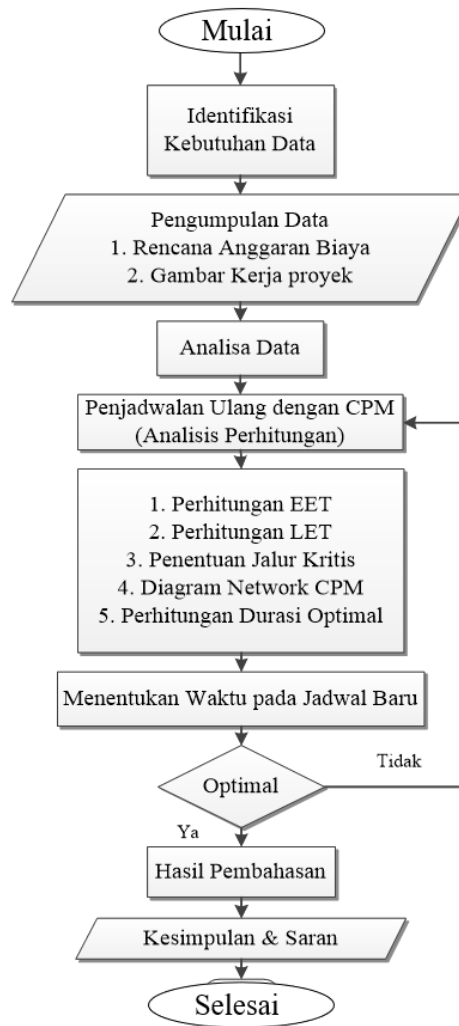 Mulai
Identifikasi
Kebutuhan Data
Pengumpulan Data
1. Rencana Anggaran Biaya
2. Gambar Kerja proyek
Analisa Data
Penjadwalan Ulang dengan CPM
(Analisis Perhitungan)
1. Perhitungan EET
2. Perhitungan LET
3. Penentuan Jalur Kritis
4. Diagram Network CPM
5. Perhitungan Durasi Optimal
Menentukan Waktu pada Jadwal Baru
Optimal
Tidak
Ya
Hasil Pembahasan
Kesimpulan & Saran
Selesai